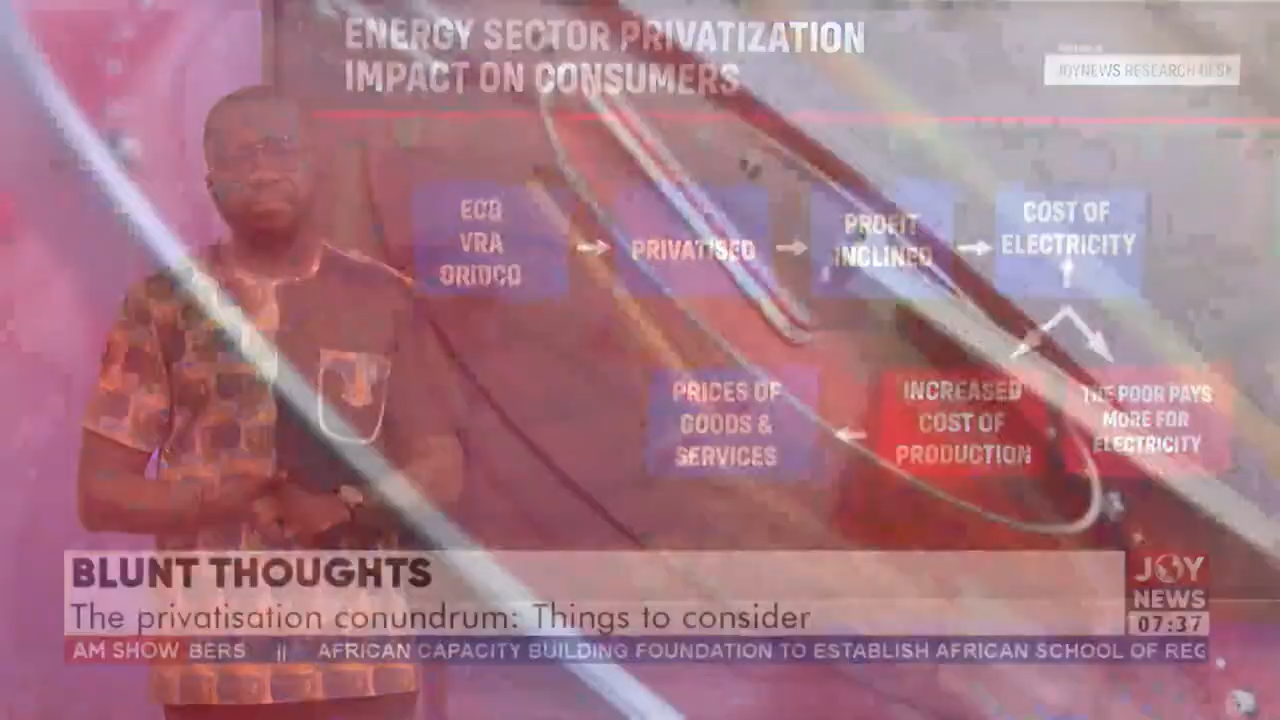 ENERGY SECTOR PRIVATIZATION
IMPACT ON CONSUMERS
JOYNEWS RESEARCH DESK
ECG
VRA
GRIDCO
PRIVATISED
PROFIT
INCLINED
COST OF
ELECTRICITY
PRICES OF
GOODS &
SERVICES
INCREASED
COST OF
PRODUCTION
THE POOR PAYS
MORE FOR
ELECTRICITY
BLUNT THOUGHTS
The privatisation conundrum: Things to consider
JOY
NEWS
07:37
AM SHOW BERS || AFRICAN CAPACITY BUILDING FOUNDATION TO ESTABLISH AFRICAN SCHOOL OF REG